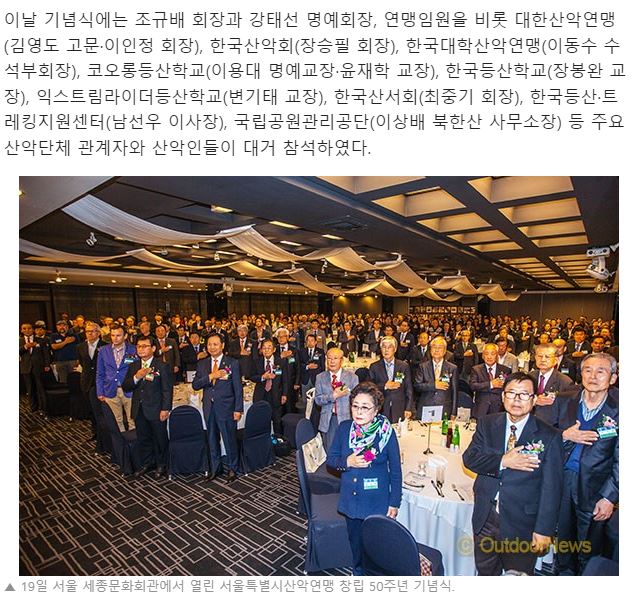 이날 기념식에는 조규배 회장과 강태선 명예회장, 연맹임원을 비롯 대한산악연맹
(김영도 고문·이인정 회장), 한국산악회(장승필 회장), 한국대학산악연맹(이동수 수
석부회장), 코오롱등산학교(이용대 명예교장·윤재학 교장), 한국등산학교(장봉완 교
장), 익스트림라이더등산학교(변기태 교장), 한국산서회(최중기 회장), 한국등산·트
레킹지원센터(남선우 이사장), 국립공원관리공단(이상배 북한산 사무소장) 등 주요
산악단체 관계자와 산악인들이 대거 참석하였다.
1
© OutdoorNews
▲ 19일 서울 세종문화회관에서 열린 서울특별시산악연맹 창립 50주년 기념식.